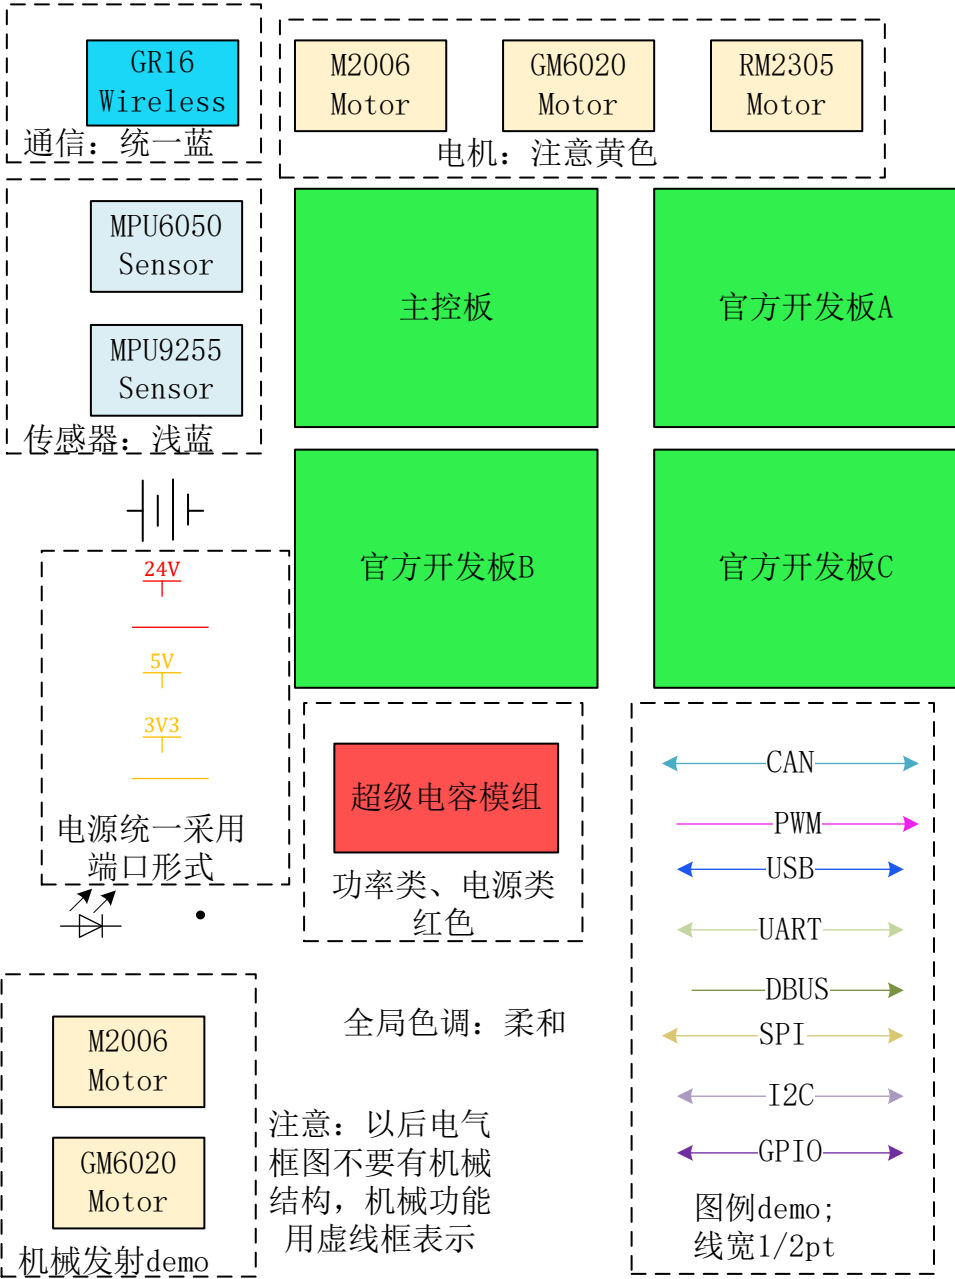 GR16
Wireless
通信：统一蓝
M2006
Motor
GM6020
Motor
RM2305
Motor
电机：注意黄色
MPU6050
Sensor
MPU9255
Sensor
传感器：浅蓝
主控板
官方开发板A
官方开发板B
官方开发板C
24V
5V
3V3
电源统一采用
端口形式
超级电容模组
功率类、电源类
红色
CAN
PWM
USB
UART
DBUS
SPI
I2C
GPIO
图例demo;
线宽1/2pt
全局色调：柔和
注意：以后电气
框图不要有机械
结构，机械功能
用虚线框表示
M2006
Motor
GM6020
Motor
机械发射demo